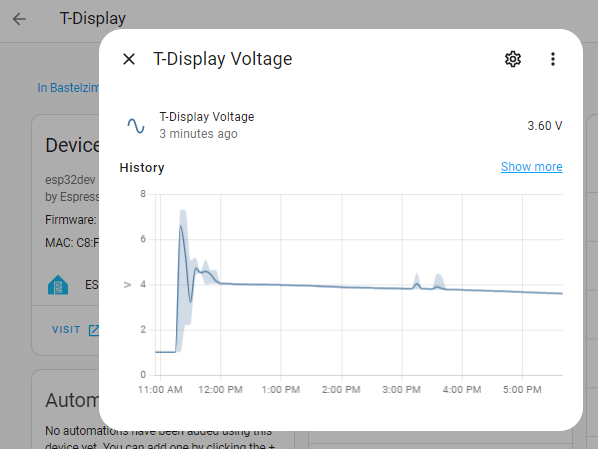 T-Display
T-Display Voltage
In Bastelzim
T-Display Voltage
3 minutes ago
3.60 V
Device
History
Show more
esp32dev
by Espress
Firmware:
MAC: C8:F
ES
VISIT
8
6
4
2
0
V
11:00 AM
12:00 PM
1:00 PM
2:00 PM
3:00 PM
4:00 PM
5:00 PM
Autom
No automations have been added using this
device yet. You can add one by clicking the +